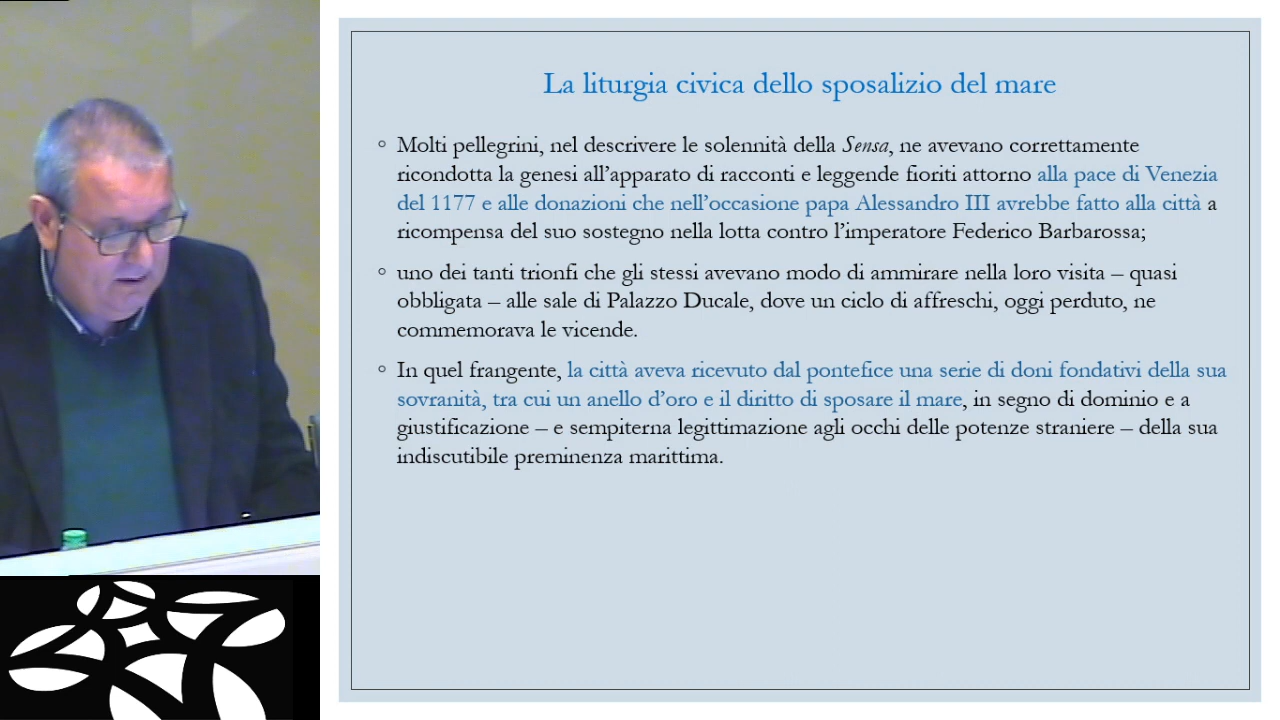 La liturgia civica dello sposalizio del mare
◦ Molti pellegrini, nel descrivere le solennità della Sensa, ne avevano correttamente
ricondotta la genesi all’apparato di racconti e leggende fioriti attorno alla pace di Venezia
del 1177 e alle donazioni che nell’occasione papa Alessandro III avrebbe fatto alla città a
ricompensa del suo sostegno nella lotta contro l’imperatore Federico Barbarossa;
◦ uno dei tanti trionfi che gli stessi avevano modo di ammirare nella loro visita – quasi
obbligata – alle sale di Palazzo Ducale, dove un ciclo di affreschi, oggi perduto, ne
commemorava le vicende.
◦ In quel frangente, la città aveva ricevuto dal pontefice una serie di doni fondativi della sua
sovranità, tra cui un anello d’oro e il diritto di sposare il mare, in segno di dominio e a
giustificazione – e sempiterna legittimazione agli occhi delle potenze straniere – della sua
indiscutibile preminenza marittima.